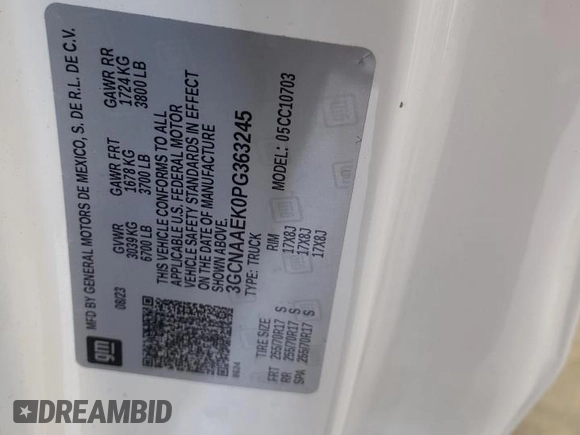 MFD BY GENERAL MOTORS DE MEXICO, S. DE R.L. DE C.V.
08/23 GVWR GAWR FRT GAWR RR
3039 KG 1678 KG 1724 KG
6700 LB 3700 LB 3800 LB
THIS VEHICLE CONFORMS TO ALL
APPLICABLE U.S. FEDERAL MOTOR
VEHICLE SAFETY STANDARDS IN EFFECT
ON THE DATE OF MANUFACTURE
SHOWN ABOVE.
3GCNAAEK0PG363245
TYPE: TRUCK MODEL: 05CC10703
TIRE SIZE RIM
FRT 255/70R17 S 17X8J
RR 255/70R17 S 17X8J
SPA 255/70R17 S 17X8J
gm
DREAMBID